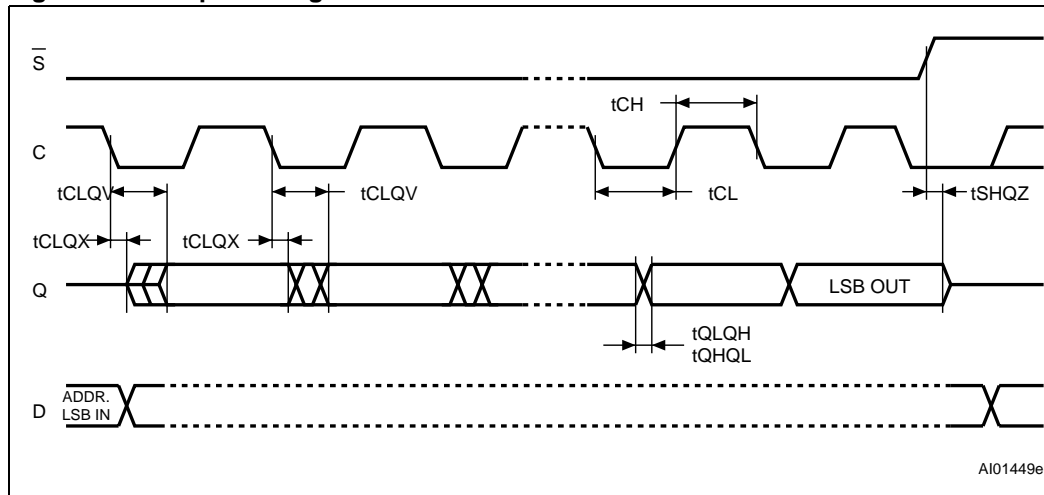 S
tCH
C
tCLQV
tCLQV
tCL
tSHQZ
tCLQX
tCLQX
Q
LSB OUT
tQLQH
tQHQL
D
ADDR.
LSB IN
AI01449e